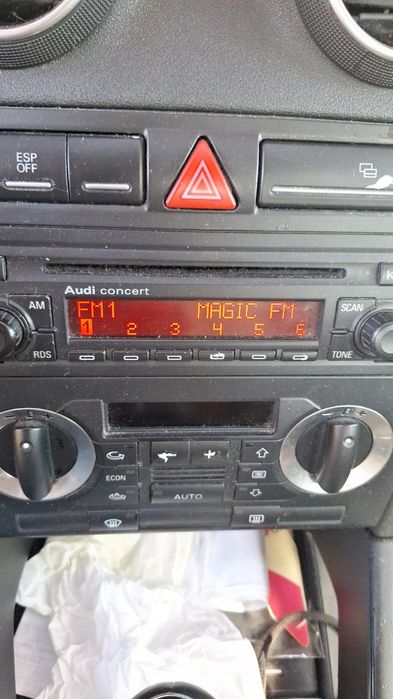 ESP
OFF
Audi concert
AM
FM1 MAGIC FM
SCAN
1 2 3 4 5 6
RDS
TONE
ECON
AUTO